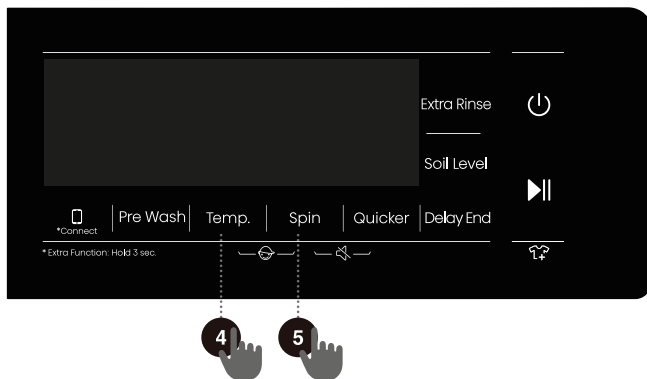 Extra Rinse
Soil Level
*Connect
Pre Wash
Temp.
Spin
Quicker
Delay End
* Extra Function: Hold 3 sec.
4
5